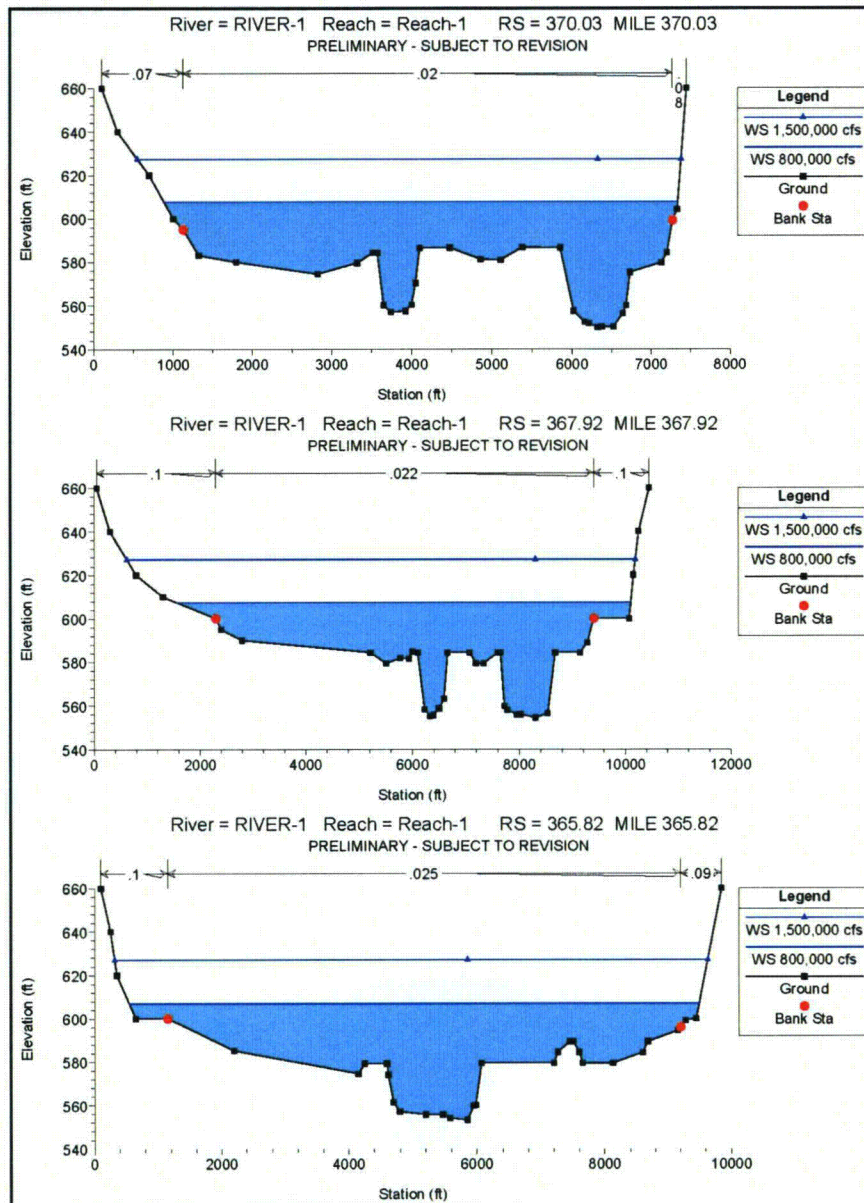 River = RIVER-1 Reach = Reach-1 RS = 370.03 MILE 370.03
PRELIMINARY - SUBJECT TO REVISION
.07 .02 .08
Elevation (ft)
660
640
620
600
580
560
540
0 1000 2000 3000 4000 5000 6000 7000 8000
Station (ft)
Legend
WS 1,500,000 cfs
WS 800,000 cfs
Ground
Bank Sta
River = RIVER-1 Reach = Reach-1 RS = 367.92 MILE 367.92
PRELIMINARY - SUBJECT TO REVISION
.1 .022 .1
Elevation (ft)
660
640
620
600
580
560
540
0 2000 4000 6000 8000 10000 12000
Station (ft)
Legend
WS 1,500,000 cfs
WS 800,000 cfs
Ground
Bank Sta
River = RIVER-1 Reach = Reach-1 RS = 365.82 MILE 365.82
PRELIMINARY - SUBJECT TO REVISION
.1 .025 .09
Elevation (ft)
660
640
620
600
580
560
540
0 2000 4000 6000 8000 10000
Station (ft)
Legend
WS 1,500,000 cfs
WS 800,000 cfs
Ground
Bank Sta